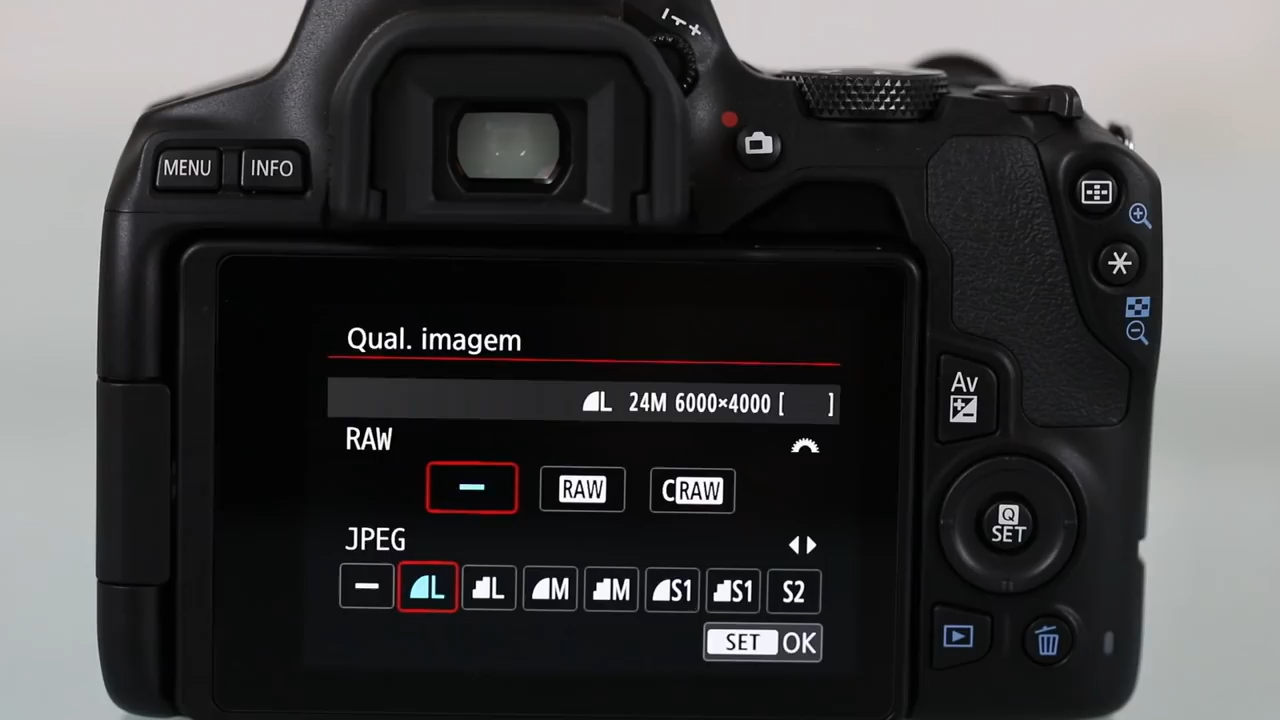 MENU
INFO
Qual. imagem
L 24M 6000×4000 [ ]
RAW
RAW
CRAW
JPEG
L
L
M
M
S1
S1
S2
SET OK
Av
Q
SET